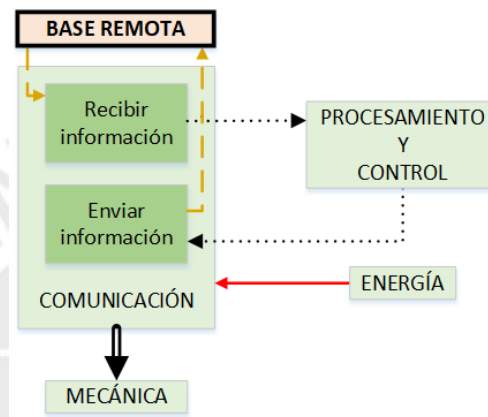 BASE REMOTA
Recibir
información
Enviar
información
COMUNICACIÓN
PROCESAMIENTO
Y
CONTROL
ENERGÍA
MECÁNICA